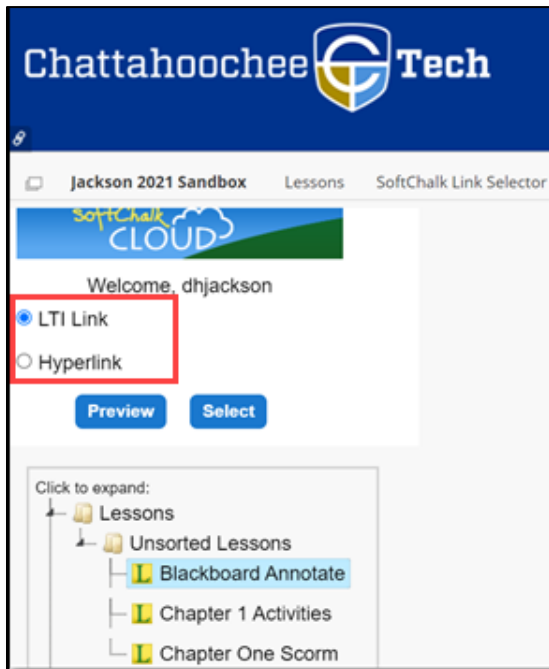 Chattahoochee Tech
Jackson 2021 Sandbox Lessons SoftChalk Link Selector
SoftChalk
CLOUD
Welcome, dhjackson
LTI Link
Hyperlink
Preview Select
Click to expand:
Lessons
Unsorted Lessons
L Blackboard Annotate
L Chapter 1 Activities
L Chapter One Scorm